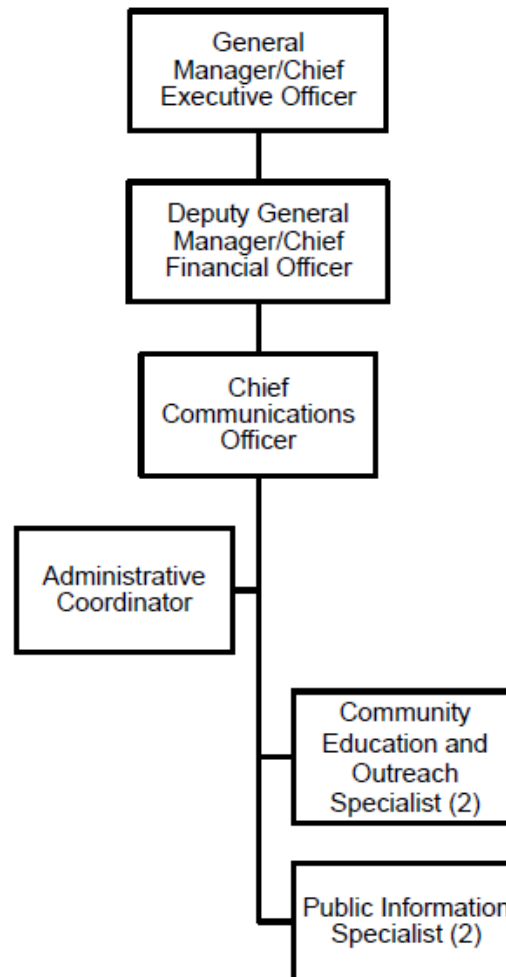 General
Manager/Chief
Executive Officer
Deputy General
Manager/Chief
Financial Officer
Chief
Communications
Officer
Administrative
Coordinator
Community
Education and
Outreach
Specialist (2)
Public Information
Specialist (2)